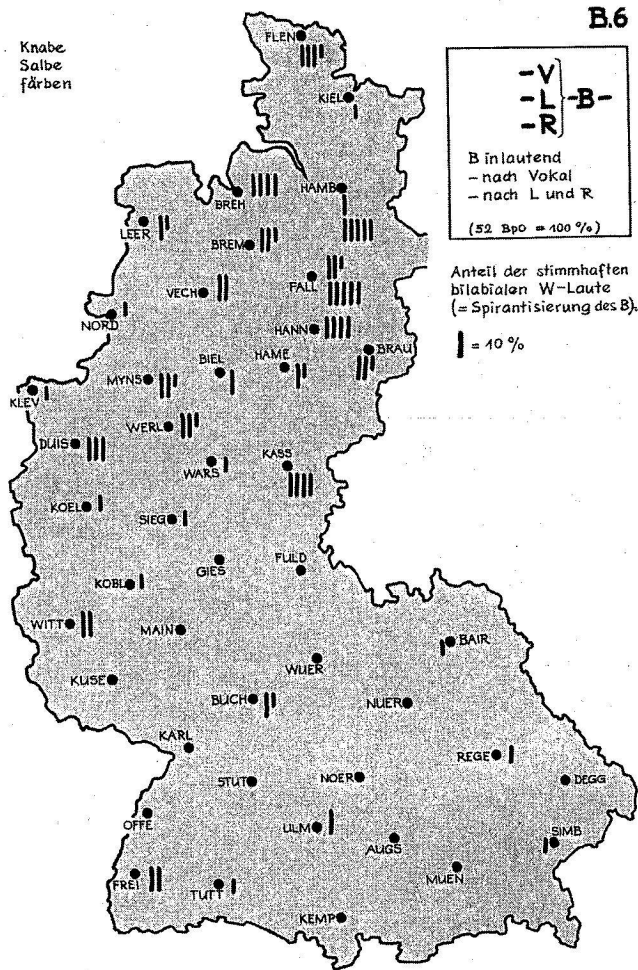 B.6
Knabe
Salbe
färben
-V
-L
-R
-B-
B inlautend
- nach Vokal
- nach L und R
(52 BpO = 100 %)
Anteil der stimmhaften
bilabialen W-Laute
(= Spirantisierung des B).
= 10 %
FLEN
KIEL
BREH
HAMB
LEER
BREM
VECH
FALL
NORD
HANN
BRAU
BIEL
HAME
MYNS
KLEV
WERL
DUIS
WARS
KASS
KOEL
SIEG
GIES
FULD
KOBL
WITT
MAIN
BAIR
WUER
KUSE
BUCH
NUER
KARL
REGE
STUT
NOER
DEGG
OFFE
ULM
AUGS
SIMB
FREI
TUTT
MUEN
KEMP